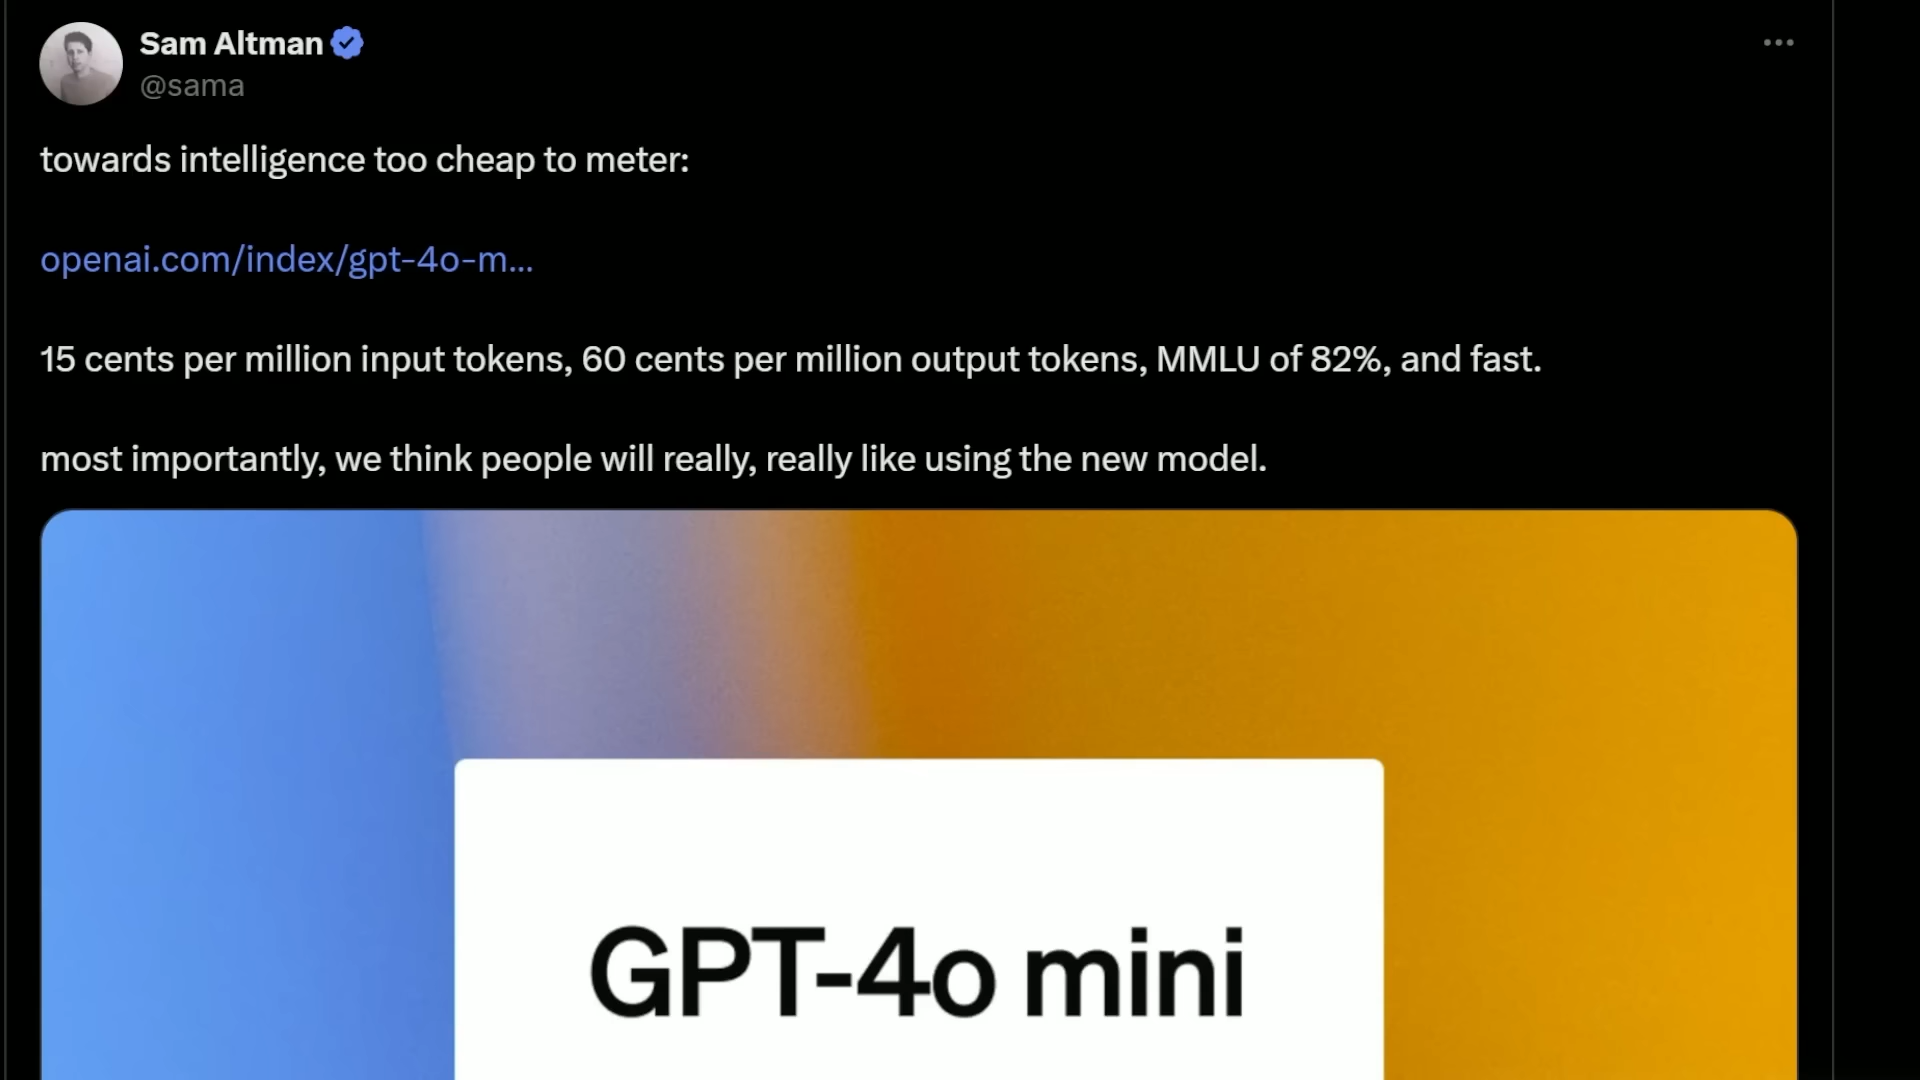 Sam Altman
@sama
towards intelligence too cheap to meter:
openai.com/index/gpt-4o-m...
15 cents per million input tokens, 60 cents per million output tokens, MMLU of 82%, and fast.
most importantly, we think people will really, really like using the new model.
GPT-4o mini